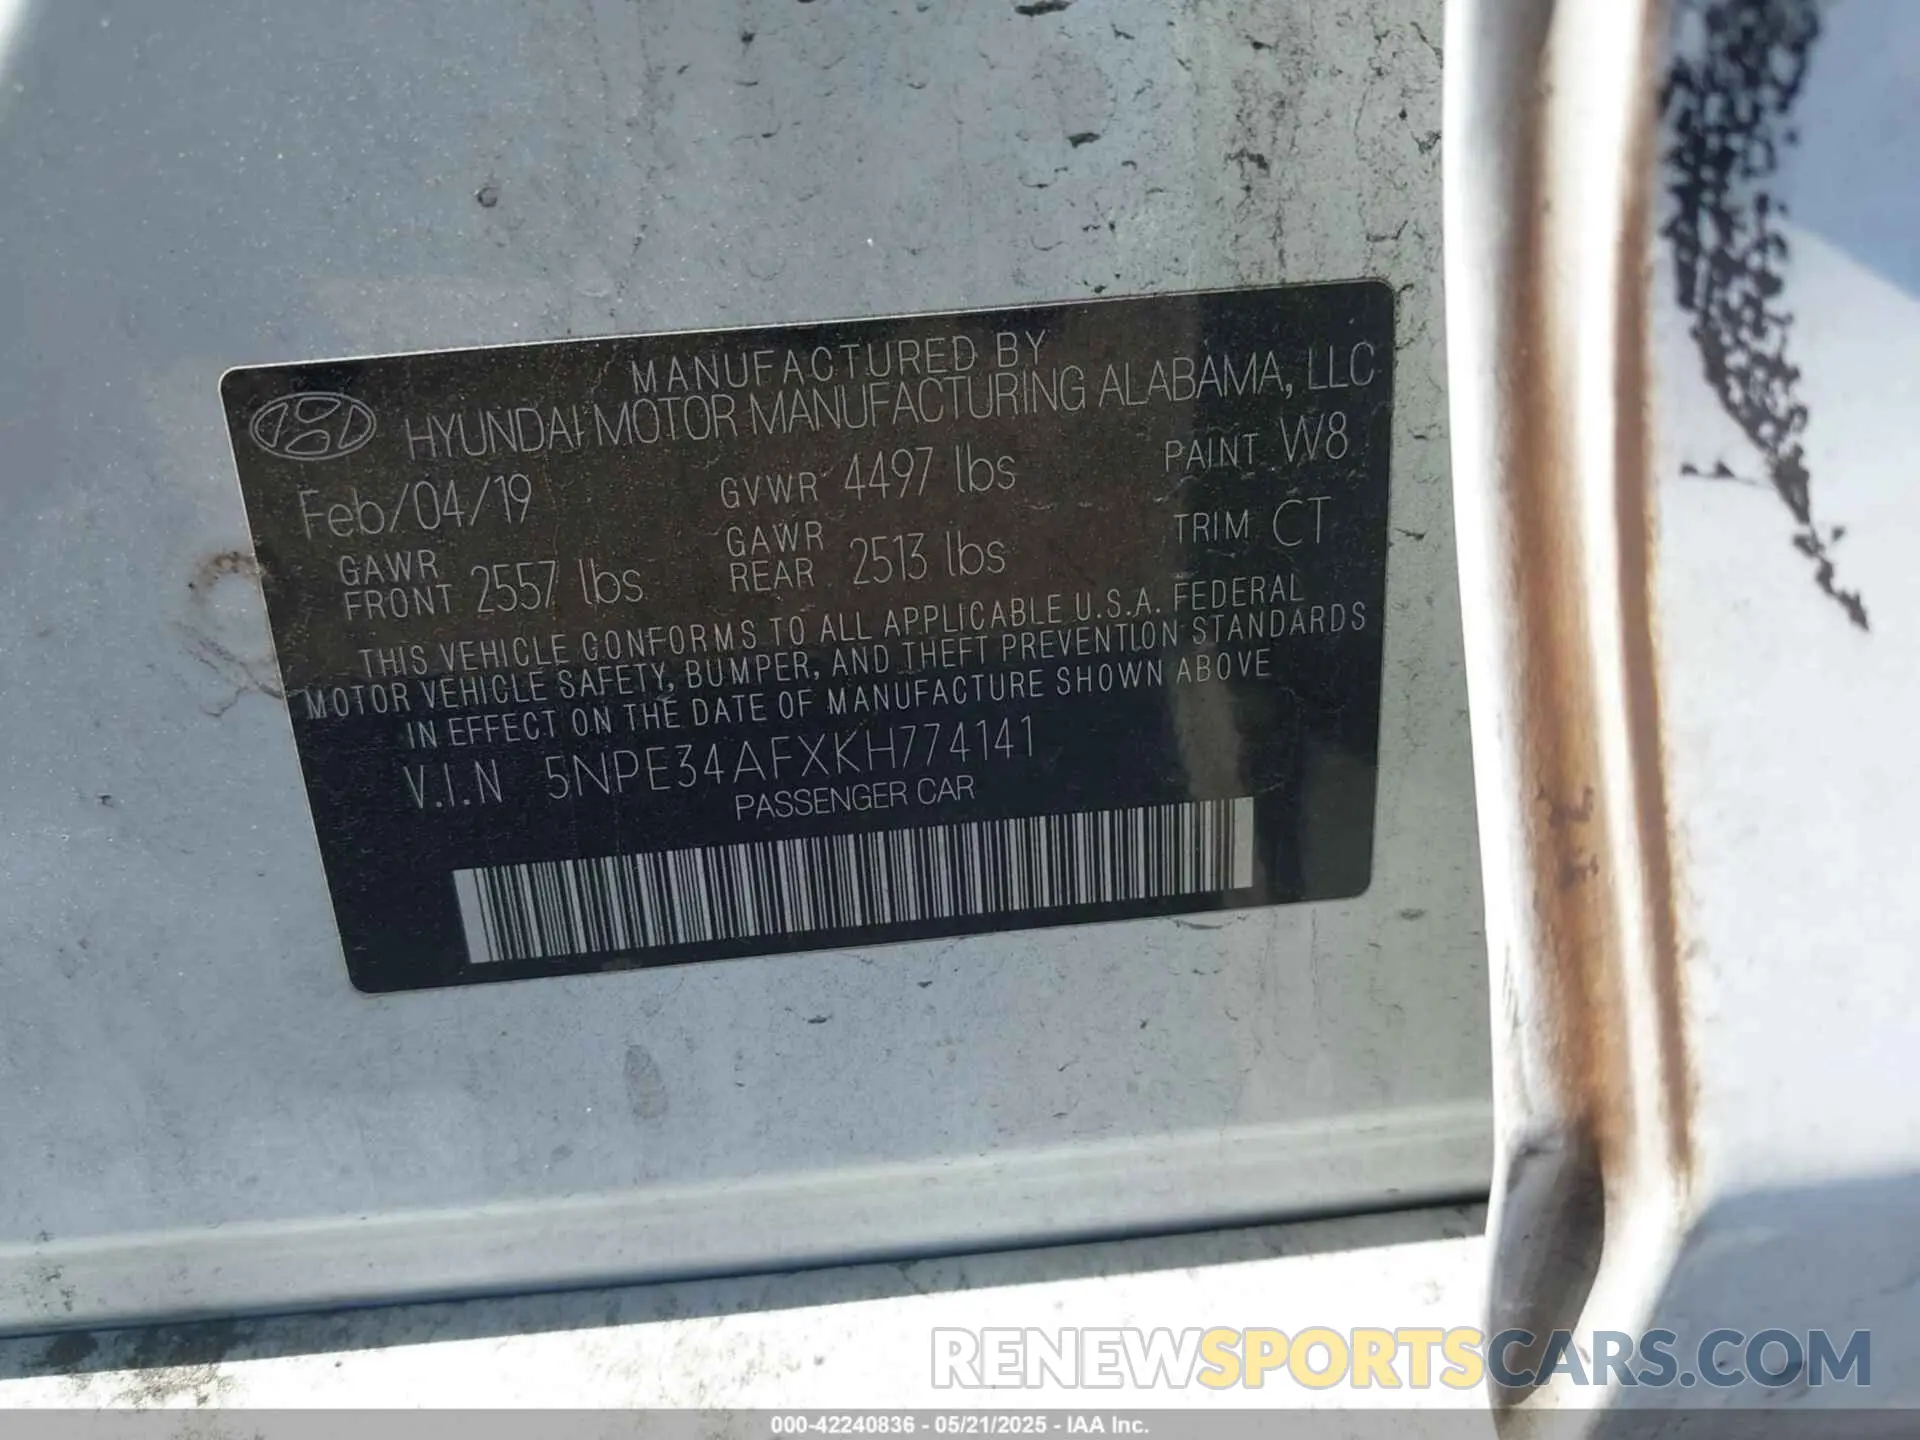 MANUFACTURED BY
HYUNDAI MOTOR MANUFACTURING ALABAMA, LLC
Feb/04/19 GVWR 4497 lbs PAINT W8
GAWR FRONT 2557 lbs GAWR REAR 2513 lbs TRIM CT
THIS VEHICLE CONFORMS TO ALL APPLICABLE U.S.A. FEDERAL
MOTOR VEHICLE SAFETY, BUMPER, AND THEFT PREVENTION STANDARDS
IN EFFECT ON THE DATE OF MANUFACTURE SHOWN ABOVE
V.I.N 5NPE34AFXKH774141
PASSENGER CAR
RENEWSPORTSCARS.COM
000-42240836 - 05/21/2025 - IAA Inc.